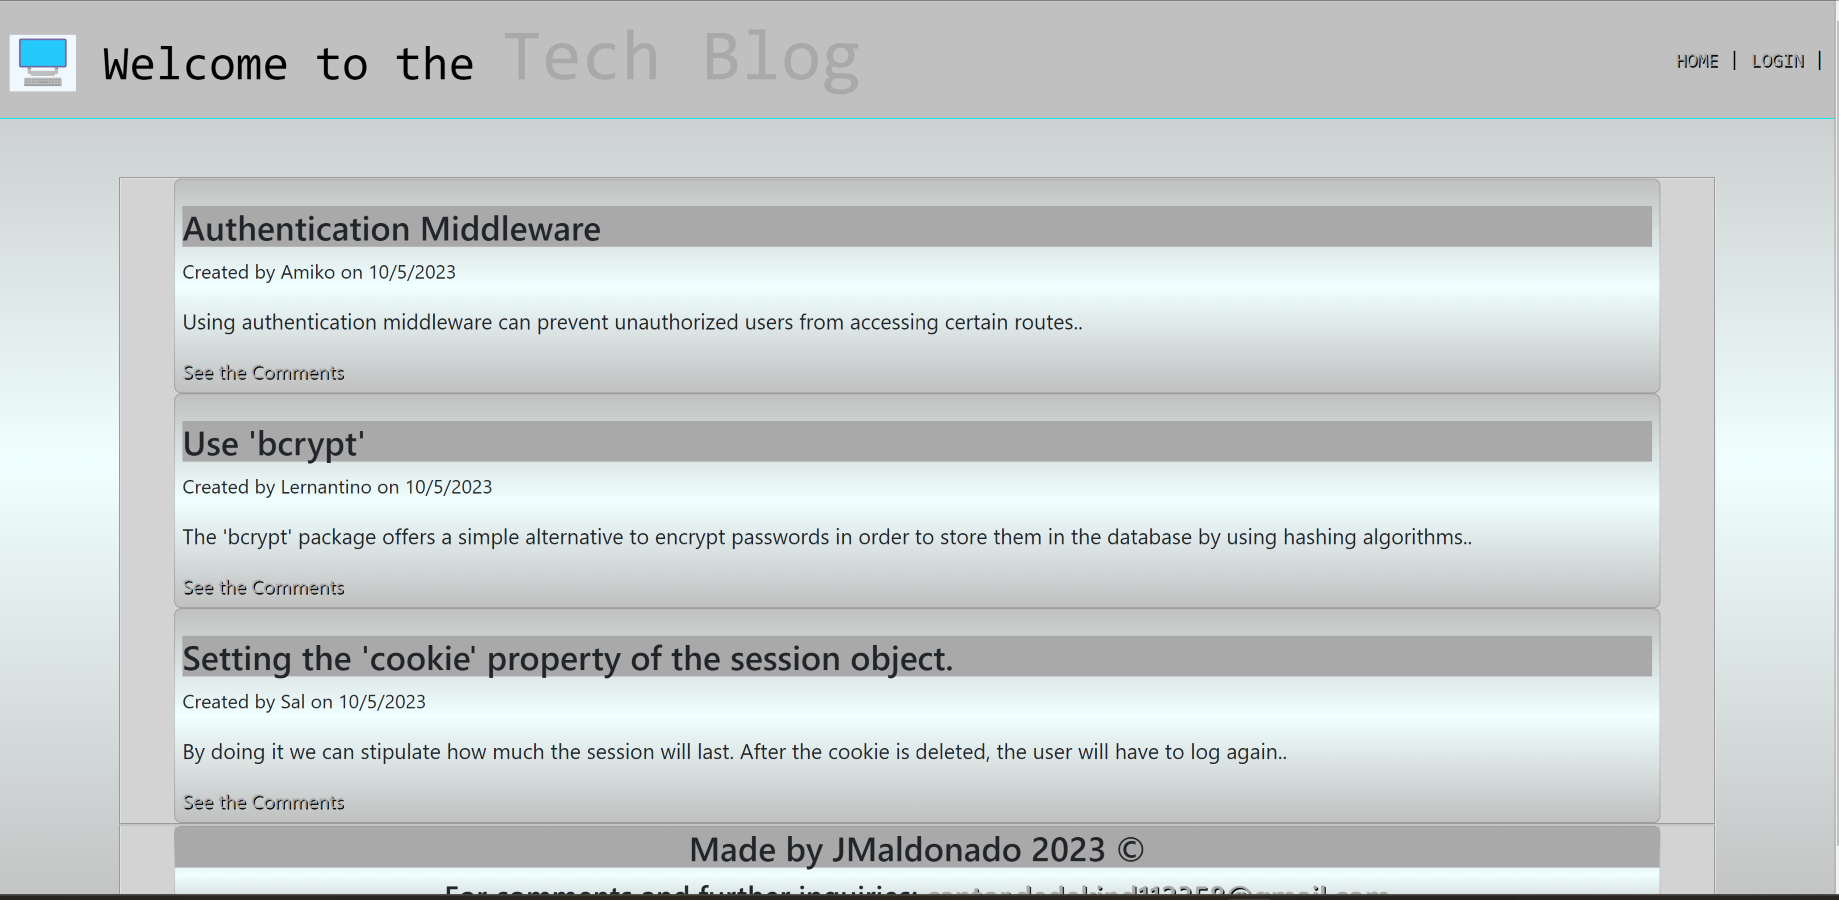 Welcome to the Tech Blog
HOME | LOGIN |
Authentication Middleware
Created by Amiko on 10/5/2023
Using authentication middleware can prevent unauthorized users from accessing certain routes..
See the Comments
Use 'bcrypt'
Created by Lernantino on 10/5/2023
The 'bcrypt' package offers a simple alternative to encrypt passwords in order to store them in the database by using hashing algorithms..
See the Comments
Setting the 'cookie' property of the session object.
Created by Sal on 10/5/2023
By doing it we can stipulate how much the session will last. After the cookie is deleted, the user will have to log again..
See the Comments
Made by JMaldonado 2023 ©
For comments and further inquiries: